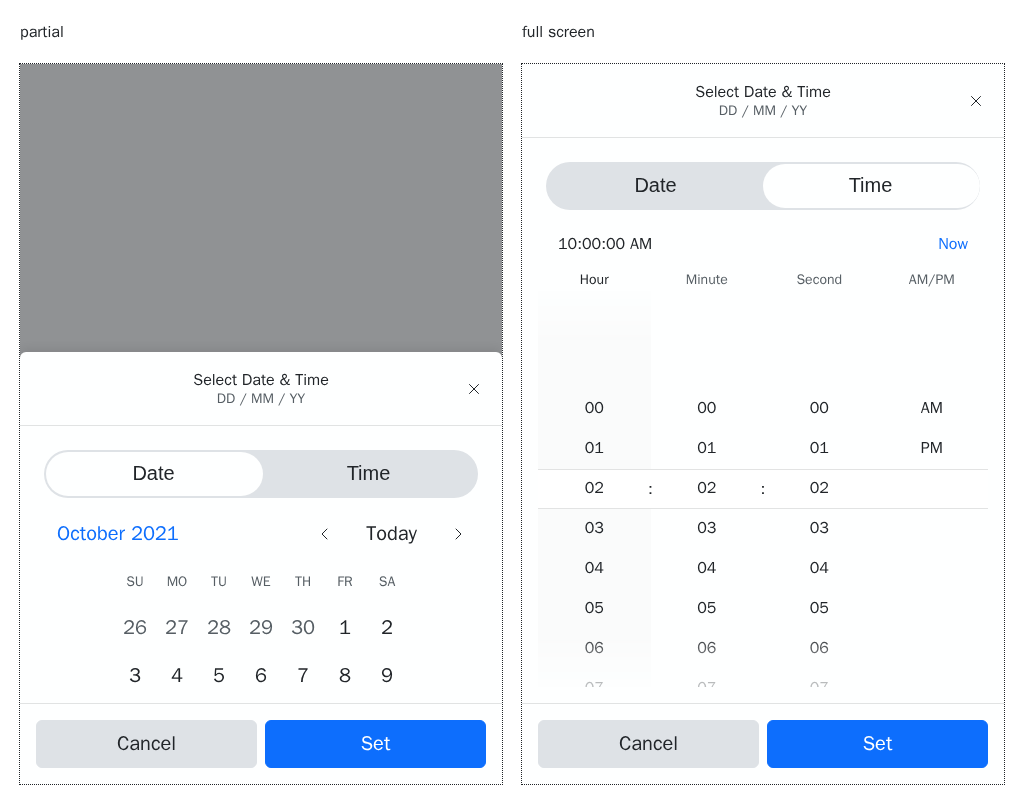 partial
Select Date & Time
DD / MM / YY
Date Time
October 2021 Today
SU MO TU WE TH FR SA
26 27 28 29 30 1 2
3 4 5 6 7 8 9
Cancel Set
full screen
Select Date & Time
DD / MM / YY
Date Time
10:00:00 AM Now
Hour Minute Second AM/PM
00 00 00 AM
01 01 01 PM
02 : 02 : 02
03 03 03
04 04 04
05 05 05
06 06 06
07 07 07
Cancel Set